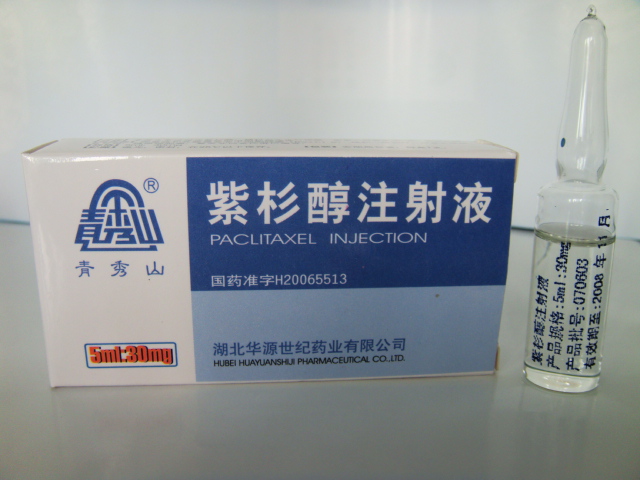 青秀山
®
青秀山
5ml:30mg
紫杉醇注射液
PACLITAXEL INJECTION
国药准字H20065513
湖北华源世纪药业有限公司
HUBEI HUAYUANSHIJI PHARMACEUTICAL CO.,LTD.
紫杉醇注射液
产品规格:5ml:30mg
产品批号:070603
有效期至:2008年11月